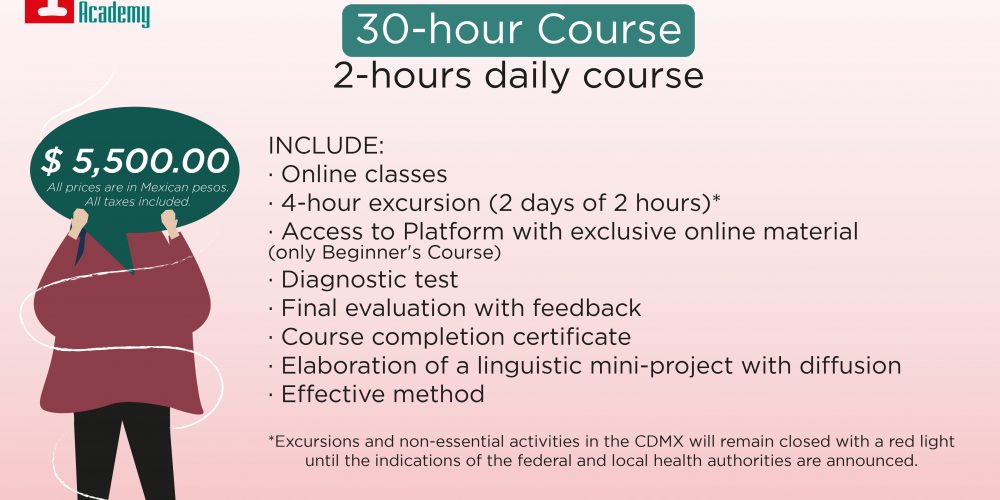 Academy
30-hour Course
2-hours daily course
$ 5,500.00
All prices are in Mexican pesos.
All taxes included.
INCLUDE:
· Online classes
· 4-hour excursion (2 days of 2 hours)*
· Access to Platform with exclusive online material
(only Beginner's Course)
· Diagnostic test
· Final evaluation with feedback
· Course completion certificate
· Elaboration of a linguistic mini-project with diffusion
· Effective method
*Excursions and non-essential activities in the CDMX will remain closed with a red light
until the indications of the federal and local health authorities are announced.